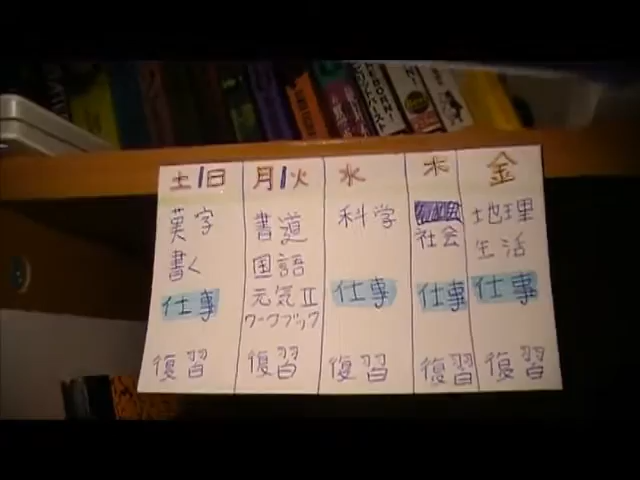 土|日
漢字
書く
仕事
復習
月|火
書道
国語
元気II
ワークブック
復習
水
科学
仕事
復習
木
社会
仕事
復習
金
地理
生活
仕事
復習